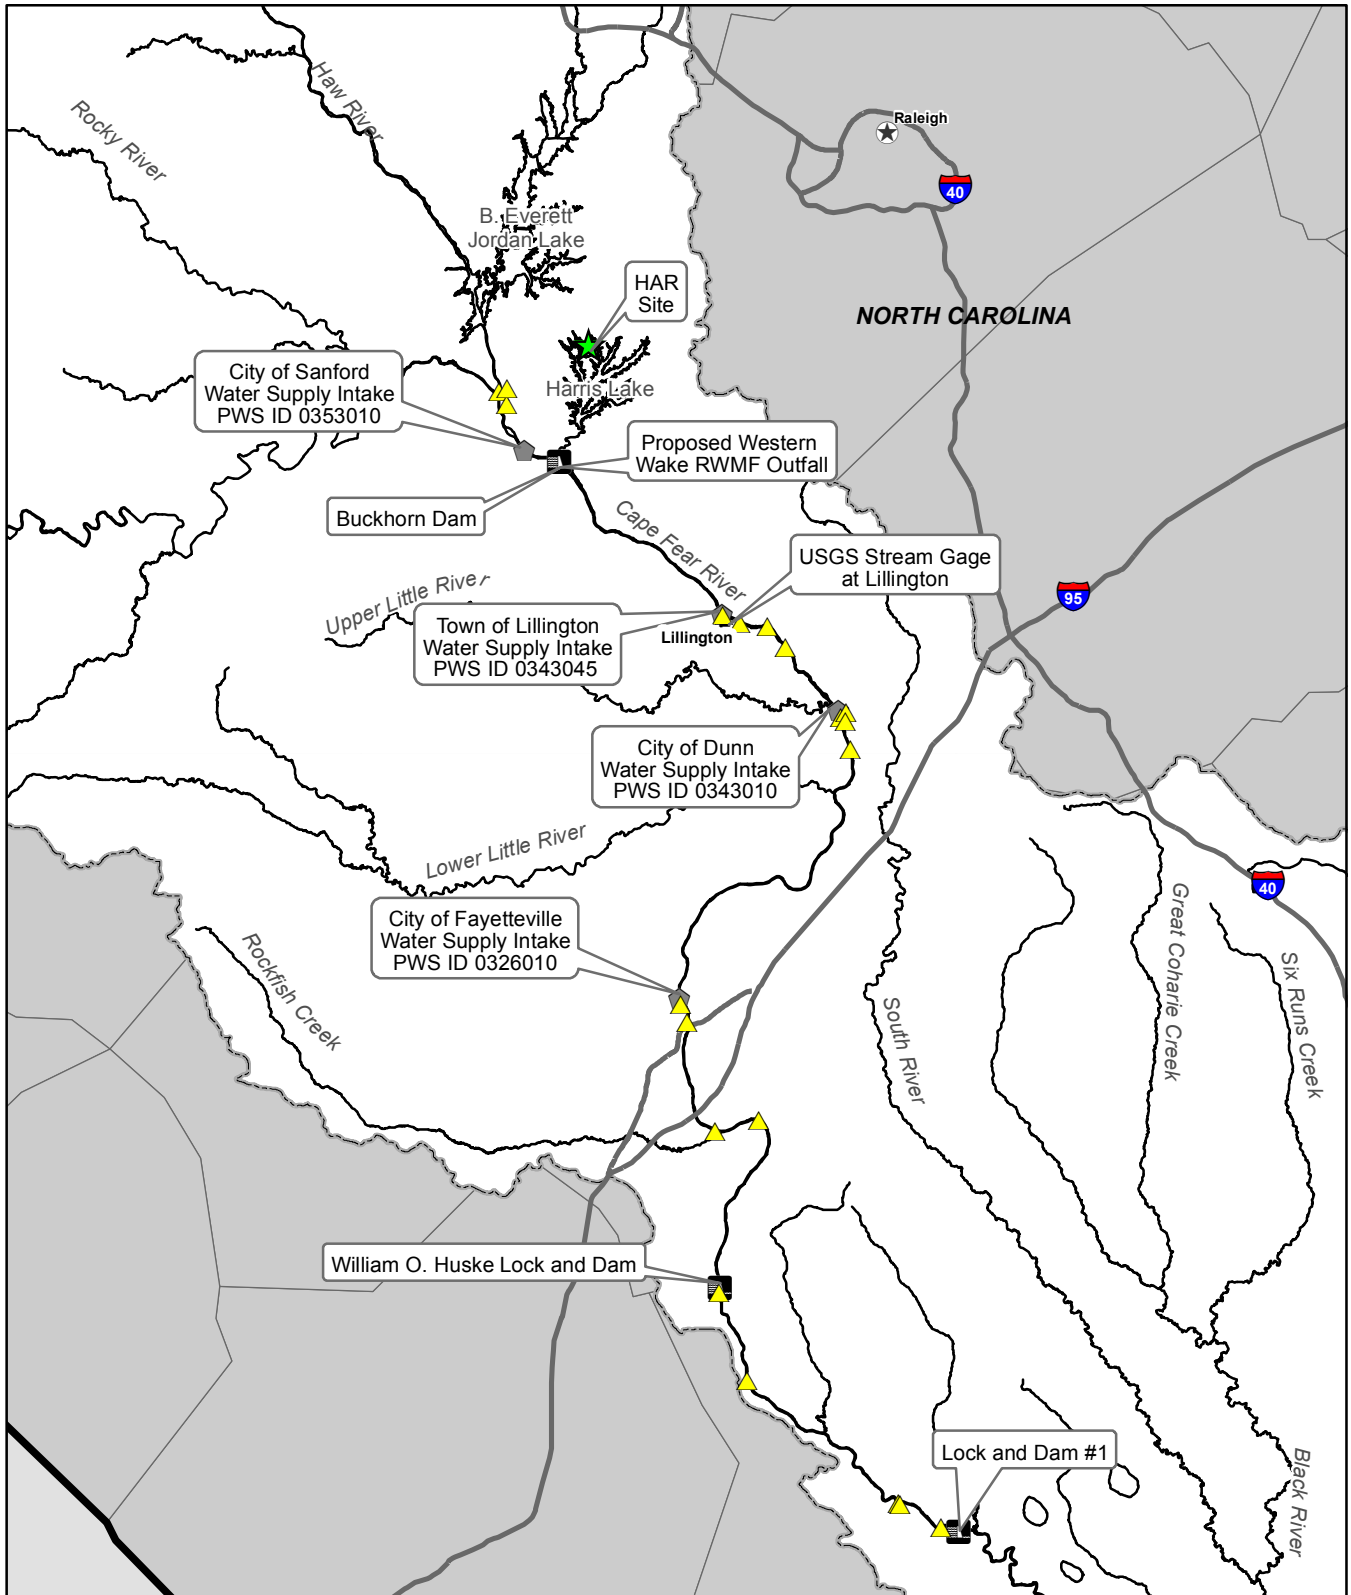 Haw River
Rocky River
Raleigh
40
B. Everett
Jordan Lake
HAR
Site
NORTH CAROLINA
City of Sanford
Water Supply Intake
PWS ID 0353010
Harris Lake
Proposed Western
Wake RWMF Outfall
Buckhorn Dam
Cape Fear River
USGS Stream Gage
at Lillington
95
Upper Little River
Town of Lillington
Water Supply Intake
PWS ID 0343045
Lillington
City of Dunn
Water Supply Intake
PWS ID 0343010
Lower Little River
40
City of Fayetteville
Water Supply Intake
PWS ID 0326010
Rockfish Creek
Great Coharie Creek
Six Runs Creek
South River
William O. Huske Lock and Dam
Lock and Dam #1
Black River